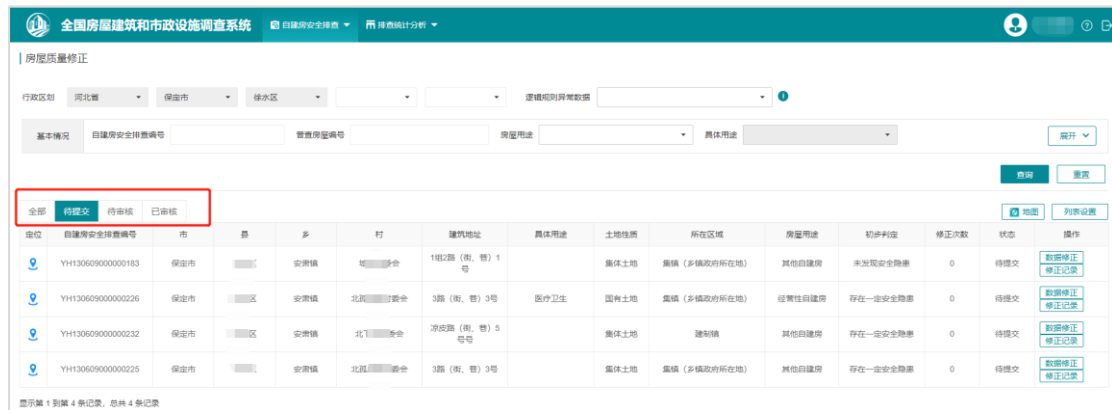 全国房屋建筑和市政设施调查系统 自建房安全排查 排查统计分析
房屋质量修正
行政区划 河北省 保定市 徐水区 逻辑规则异常数据
基本情况 自建房安全排查编号 普查房屋编号 房屋用途 具体用途 展开
查询 重置
全部 待提交 待审核 已审核 地图 列表设置
定位 自建房安全排查编号 市 县 乡 村 建筑地址 具体用途 土地性质 所在区域 房屋用途 初步判定 修正次数 状态 操作
YH130609000000183 保定市 安肃镇 1组2路(街、巷)1号 集体土地 集镇(乡镇政府所在地) 其他自建房 未发现安全隐患 0 待提交 数据修正 修正记录
YH130609000000226 保定市 区 安肃镇 3路(街、巷)3号 医疗卫生 国有土地 集镇(乡镇政府所在地) 经营性自建房 存在一定安全隐患 0 待提交 数据修正 修正记录
YH130609000000232 保定市 区 安肃镇 凉皮路(街、巷)5号号 集体土地 建制镇 其他自建房 存在一定安全隐患 0 待提交 数据修正 修正记录
YH130609000000225 保定市 安肃镇 3路(街、巷)3号 集体土地 集镇(乡镇政府所在地) 其他自建房 存在一定安全隐患 0 待提交 数据修正 修正记录
显示第 1 到第 4 条记录，总共 4 条记录